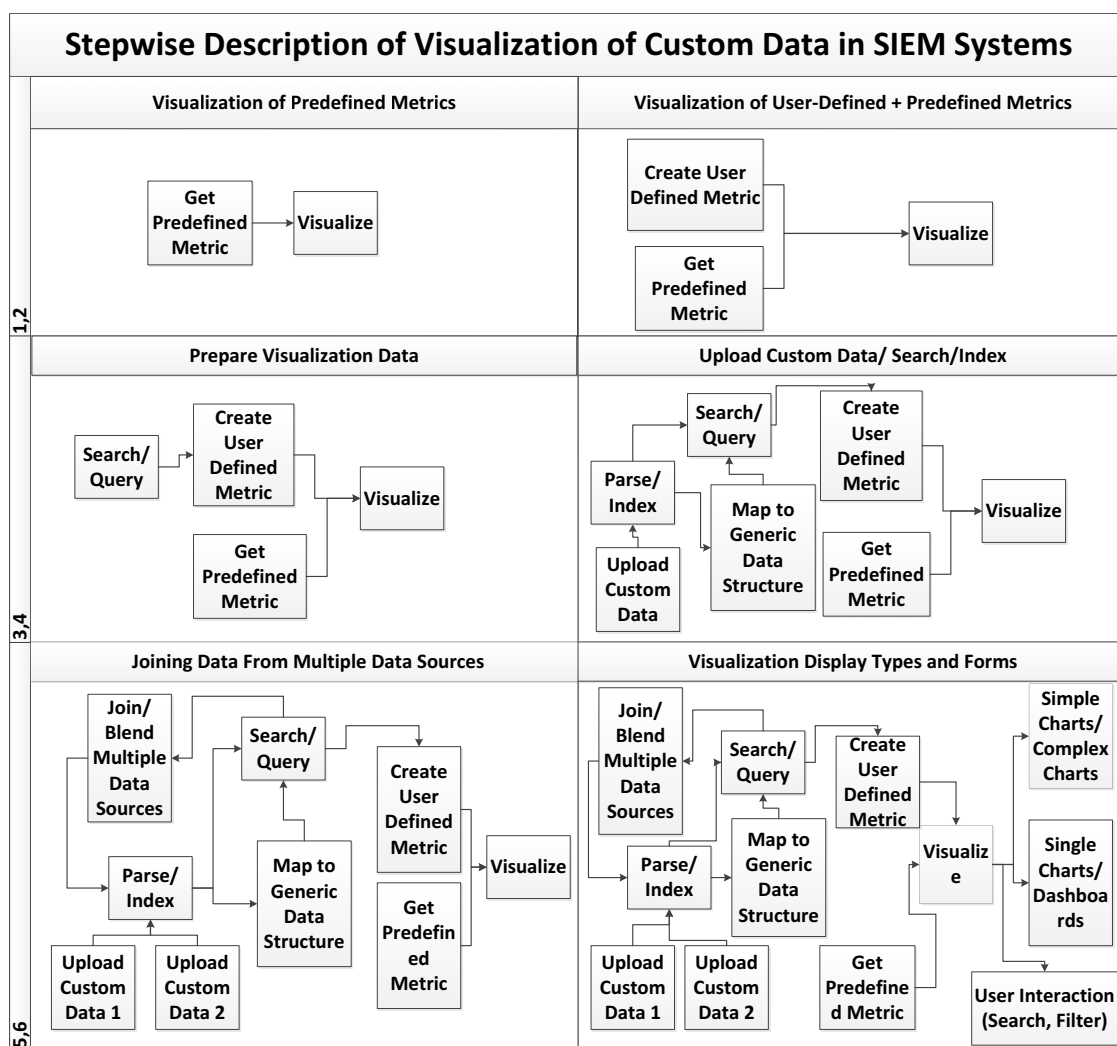 Stepwise Description of Visualization of Custom Data in SIEM Systems
Visualization of Predefined Metrics
Visualization of User-Defined + Predefined Metrics
Get
Predefined
Metric
Visualize
Create User
Defined Metric
Get
Predefined
Metric
Visualize
1,2
Prepare Visualization Data
Upload Custom Data/ Search/Index
Search/
Query
Create
User
Defined
Metric
Get
Predefined
Metric
Visualize
Search/
Query
Create
User
Defined
Metric
Parse/
Index
Map to
Generic
Data
Structure
Upload
Custom
Data
Get
Predefined
Metric
Visualize
3,4
Joining Data From Multiple Data Sources
Visualization Display Types and Forms
Join/
Blend
Multiple
Data
Sources
Search/
Query
Create
User
Defined
Metric
Parse/
Index
Map to
Generic
Data
Structure
Upload
Custom
Data 1
Upload
Custom
Data 2
Get
Predefin
ed
Metric
Visualize
Join/
Blend
Multiple
Data
Sources
Search/
Query
Create
User
Defined
Metric
Simple
Charts/
Complex
Charts
Parse/
Index
Map to
Generic
Data
Structure
Visualiz
e
Single
Charts/
Dashboa
rds
Upload
Custom
Data 1
Upload
Custom
Data 2
Get
Predefine
d Metric
User Interaction
(Search, Filter)
5,6